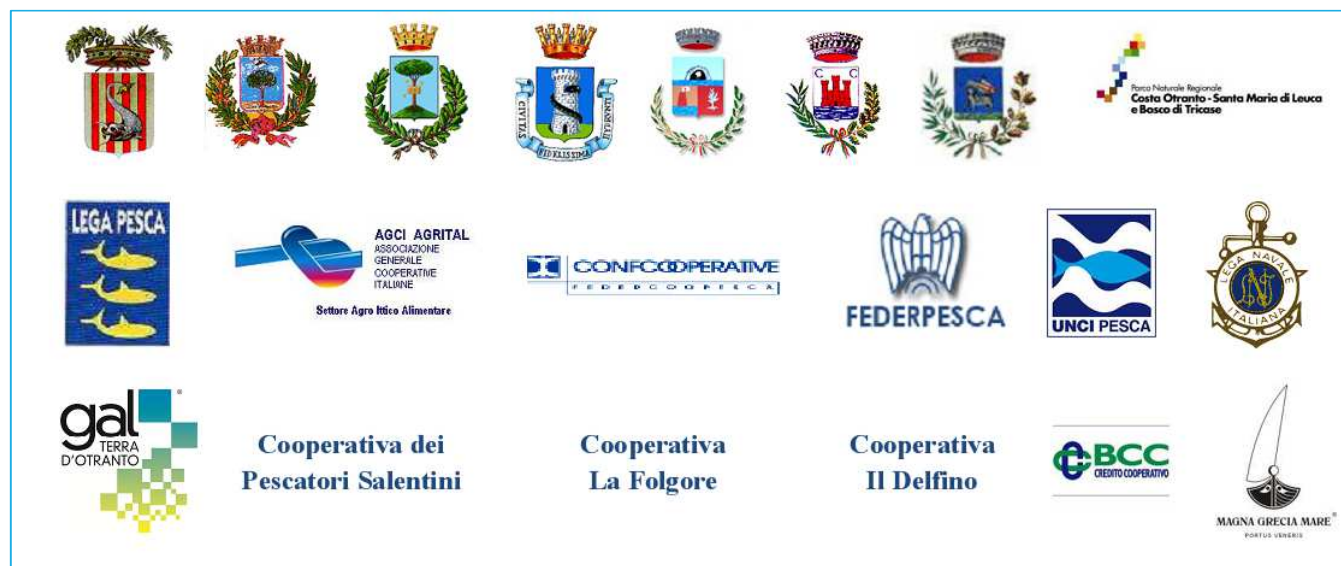 CIVITAS
FIDELISSIMA
C C
Parco Naturale Regionale
Costa Otranto - Santa Maria di Leuca
e Bosco di Tricase
LEGA PESCA
AGCI AGRITAL
ASSOCIAZIONE
GENERALE
COOPERATIVE
ITALIANE
Settore Agro Ittico Alimentare
CONFCOOPERATIVE
FEDERCOOPESCA
FEDERPESCA
UNCI PESCA
LEGA NAVALE
ITALIANA
gal
TERRA
D'OTRANTO
Cooperativa dei
Pescatori Salentini
Cooperativa
La Folgore
Cooperativa
Il Delfino
BCC
CREDITO COOPERATIVO
MAGNA GRECIA MARE®
PORTUS VENERIS